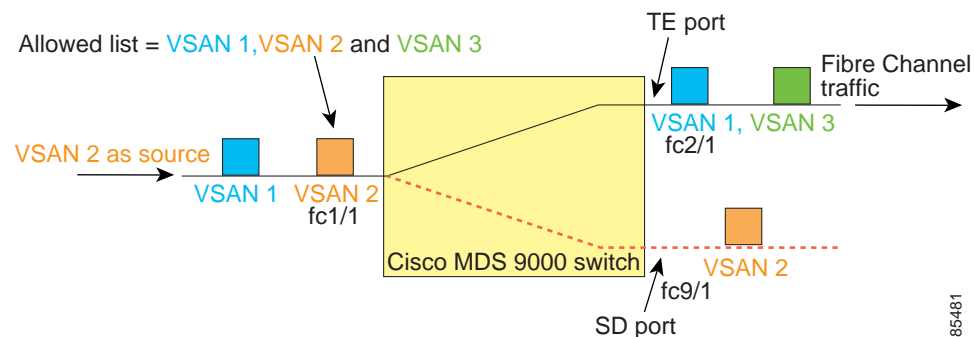 TE port
Allowed list = VSAN 1,VSAN 2 and VSAN 3
Fibre Channel
traffic
VSAN 1, VSAN 3
fc2/1
VSAN 2 as source
VSAN 1 VSAN 2
fc1/1
Cisco MDS 9000 switch
VSAN 2
fc9/1
SD port
85481